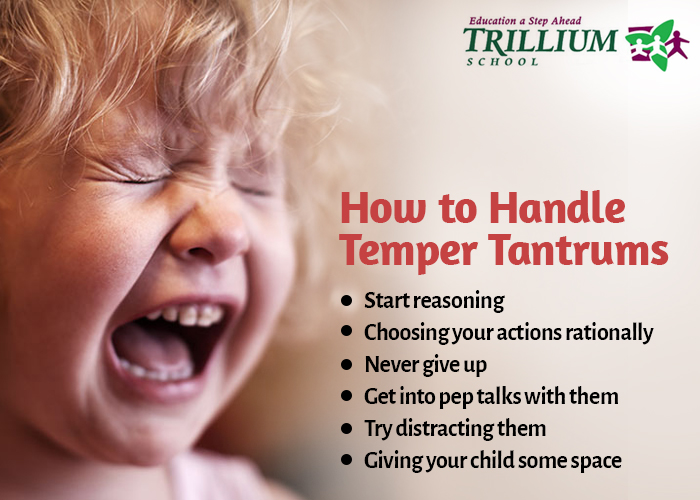 Education a Step Ahead
TRILLIUM
SCHOOL
How to Handle
Temper Tantrums
• Start reasoning
• Choosing your actions rationally
• Never give up
• Get into pep talks with them
• Try distracting them
• Giving your child some space